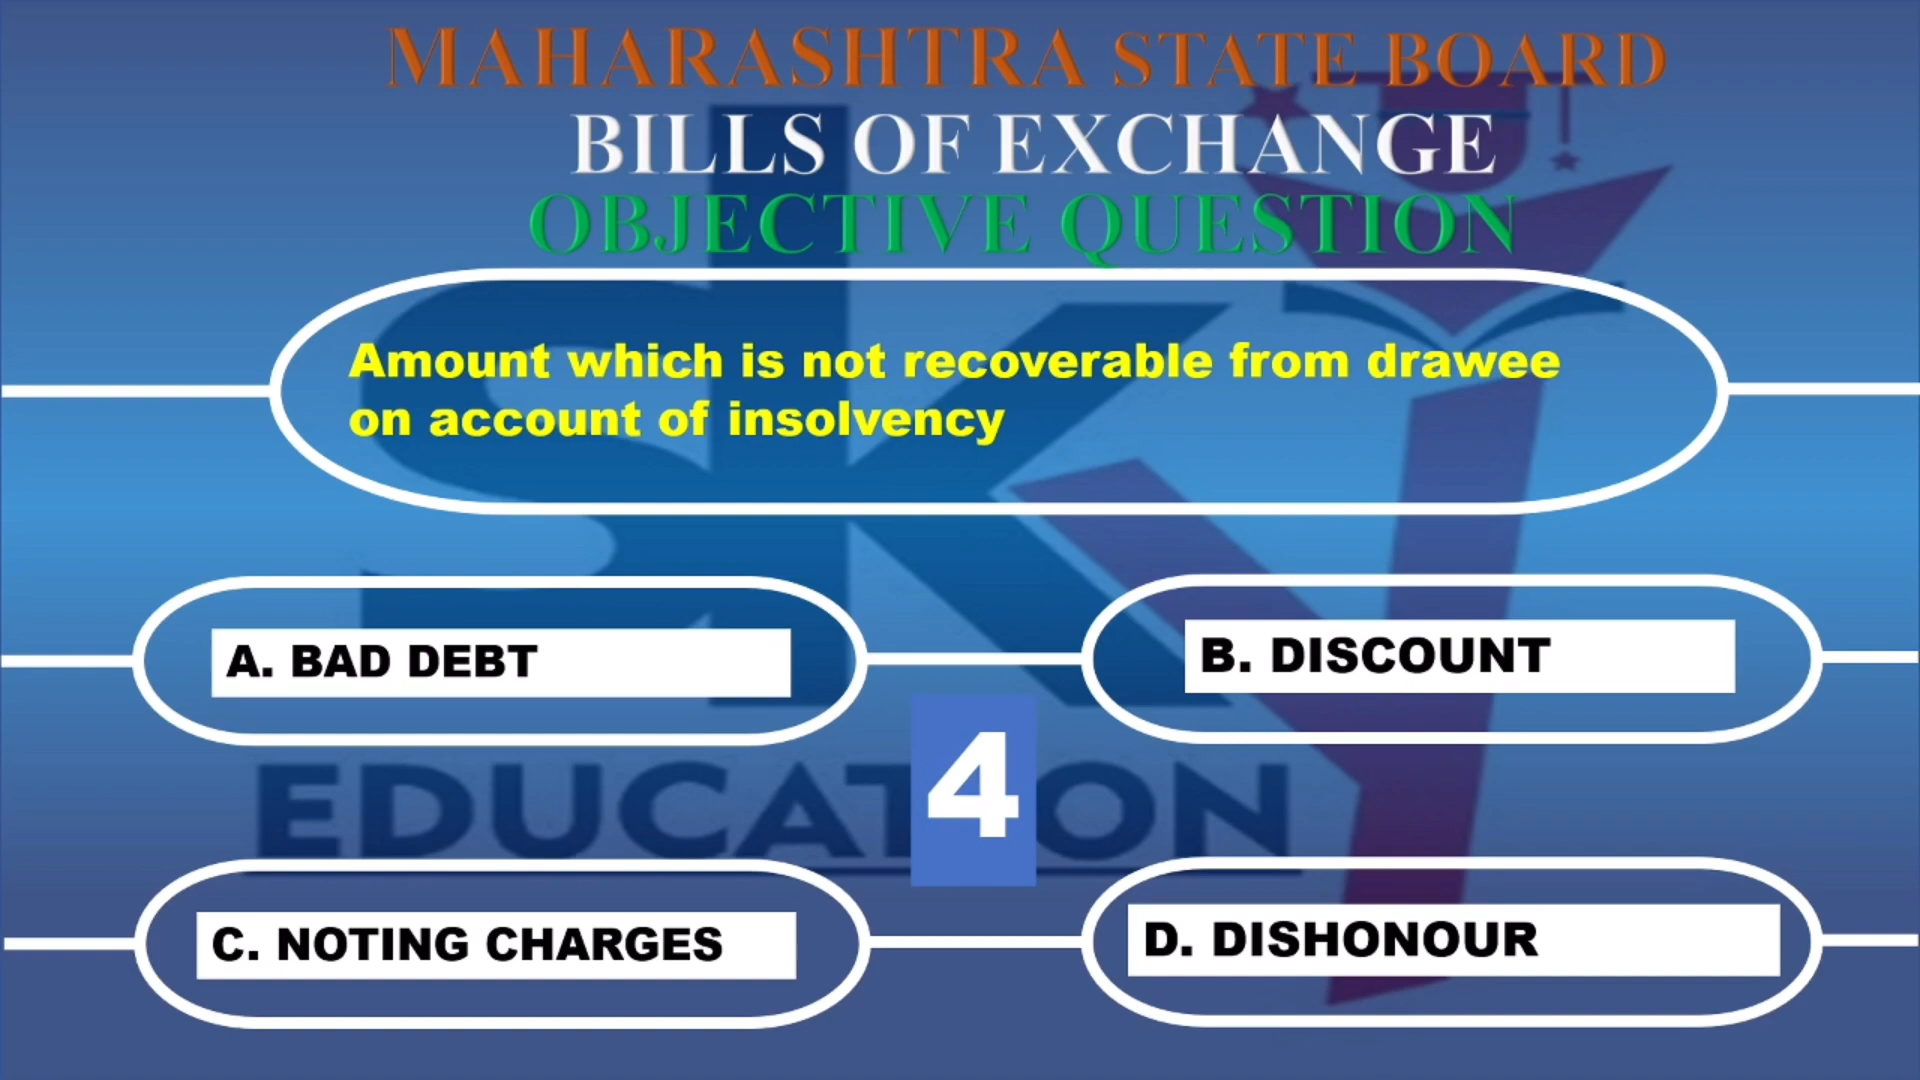 MAHARASHTRA STATE BOARD
BILLS OF EXCHANGE
OBJECTIVE QUESTION
Amount which is not recoverable from drawee
on account of insolvency
A. BAD DEBT
B. DISCOUNT
4
EDUCATION
C. NOTING CHARGES
D. DISHONOUR